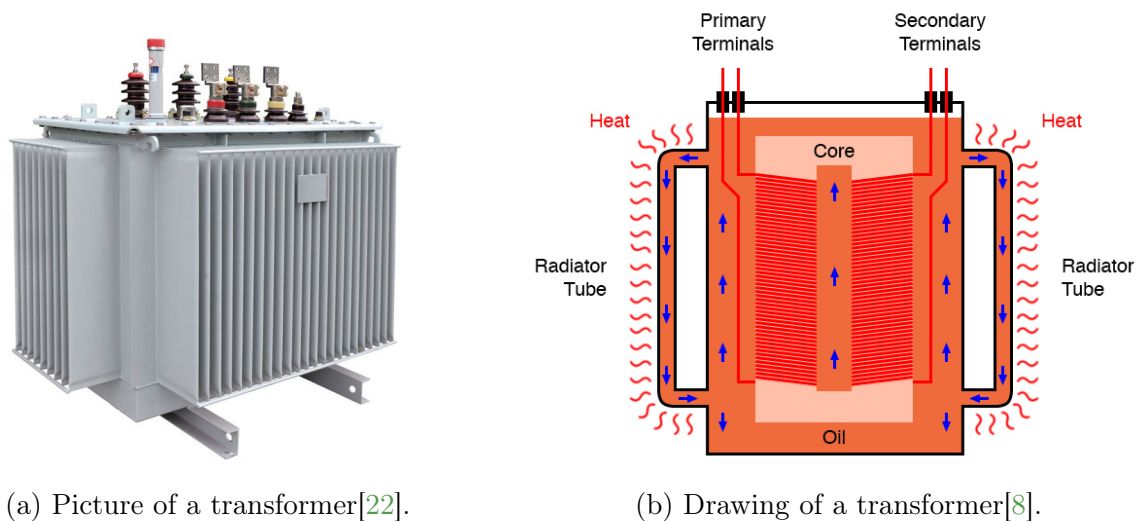 Primary
Terminals
Secondary
Terminals
Heat
Heat
Core
Radiator
Tube
Radiator
Tube
Oil
(a) Picture of a transformer[22].
(b) Drawing of a transformer[8].